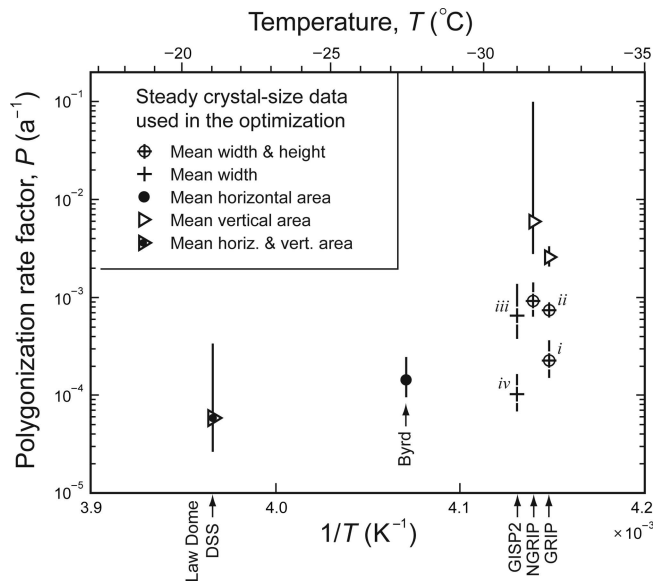 Temperature, T (°C)
−20 −25 −30 −35
Polygonization rate factor, P (a⁻¹)
10⁻¹
10⁻²
10⁻³
10⁻⁴
10⁻⁵
Steady crystal-size data
used in the optimization
Mean width & height
Mean width
Mean horizontal area
Mean vertical area
Mean horiz. & vert. area
iii
ii
i
iv
Byrd
3.9 4.0 4.1 4.2
1/T (K⁻¹)
× 10⁻³
Law Dome
DSS
GISP2
NGRIP
GRIP